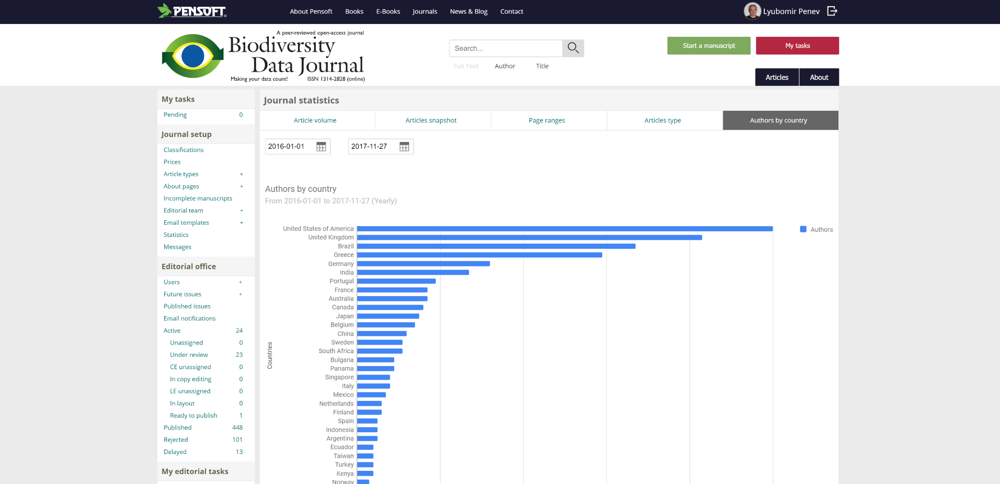 PENSOFT
About Pensoft Books E-Books Journals News & Blog Contact
Lyubomir Penev
A peer-reviewed open-access journal
Biodiversity
Data Journal
Making your data count! ISSN 1314-2828 (online)
Search...
Full Text Author Title
Start a manuscript My tasks
Articles About
My tasks
Pending 0
Journal setup
Classifications
Prices
Article types +
About pages +
Incomplete manuscripts
Editorial team +
Email templates +
Statistics
Messages
Editorial office
Users +
Future issues +
Published issues
Email notifications
Active 24
Unassigned 0
Under review 23
CE unassigned 0
In copy editing 0
LE unassigned 0
In layout 0
Ready to publish 1
Published 448
Rejected 101
Delayed 13
My editorial tasks
Journal statistics
Article volume Articles snapshot Page ranges Articles type Authors by country
2016-01-01 2017-11-27
Authors by country
From 2016-01-01 to 2017-11-27 (Yearly)
Countries
United States of America
United Kingdom
Brazil
Greece
Germany
India
Portugal
France
Australia
Canada
Japan
Belgium
China
Sweden
South Africa
Bulgaria
Panama
Singapore
Italy
Mexico
Netherlands
Finland
Spain
Indonesia
Argentina
Ecuador
Taiwan
Turkey
Kenya
Norway
Authors